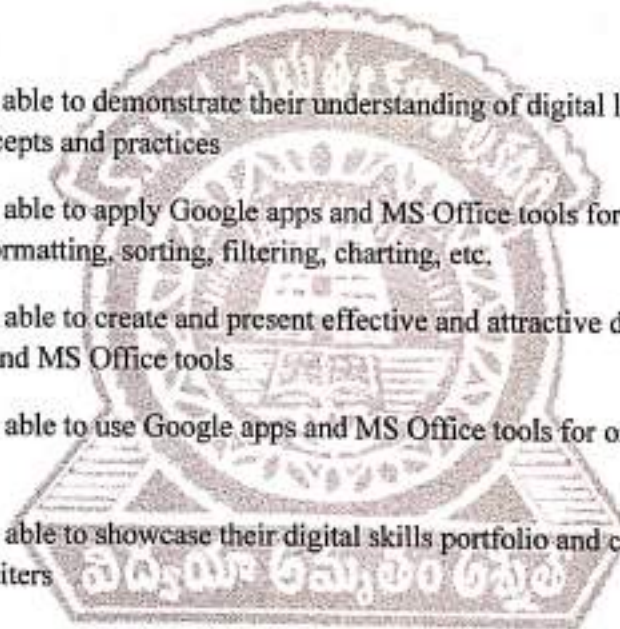 able to demonstrate their understanding of digital
cepts and practices
able to apply Google apps and MS Office tools for
ormatting, sorting, filtering, charting, etc.
able to create and present effective and attractive
and MS Office tools
able to use Google apps and MS Office tools for
able to showcase their digital skills portfolio and
iters
విద్యయా అమృతం అశ్నుతే